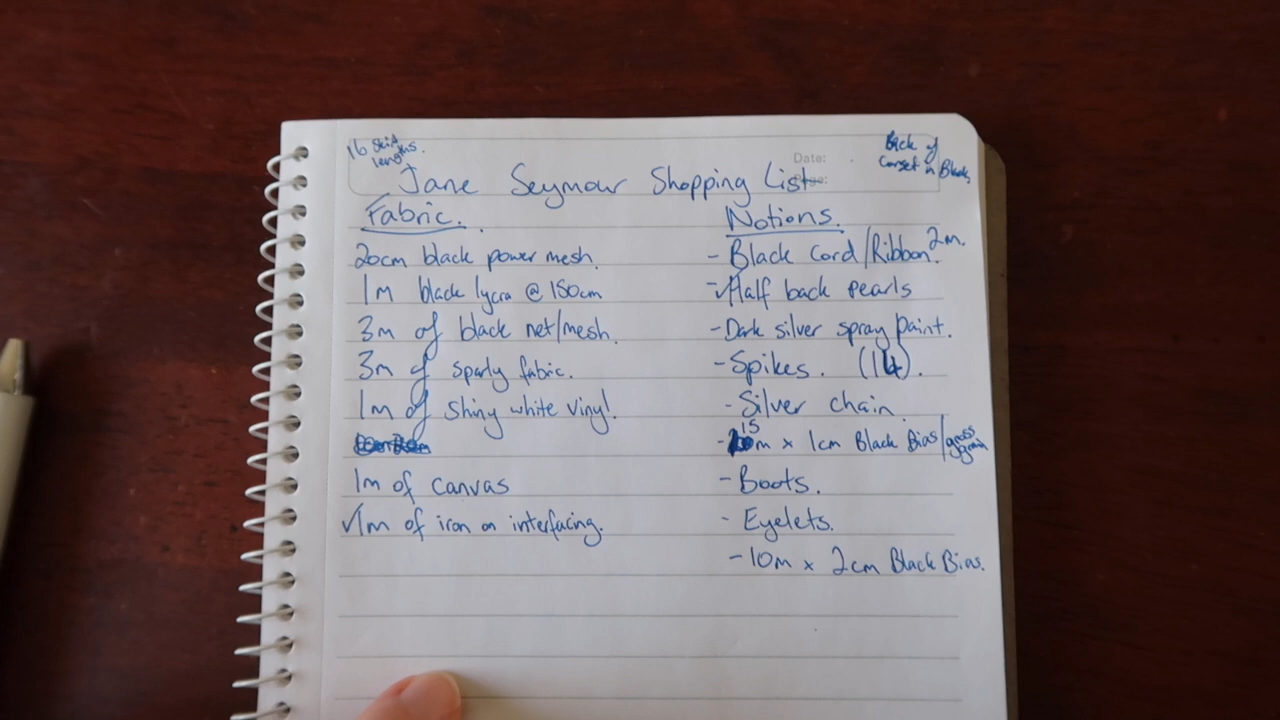 16 skirt
lengths.
Date:
Back of
Corset in Black
Jane Seymour Shopping List
Fabric.
20cm black power mesh.
1m black lycra @ 150cm
3m of black net/mesh.
3m of sparly fabric.
1m of shiny white vinyl.
1m of canvas
✓1m of iron on interfacing.
Notions.
- Black Cord/Ribbon 2m.
-✓Half back pearls
- Dark silver spray paint.
- Spikes. (14).
- Silver chain
- 15m x 1cm Black Bias/gross grain
- Boots.
- Eyelets.
- 10m x 2cm Black Bias.